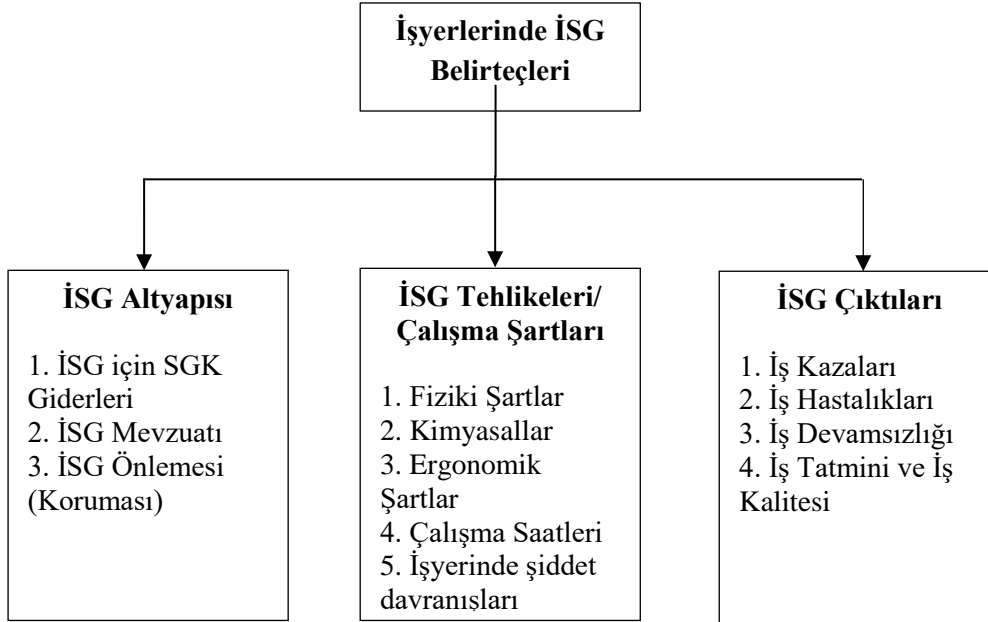 İşyerlerinde İSG
Belirteçleri
İSG Altyapısı
1. İSG için SGK
Giderleri
2. İSG Mevzuatı
3. İSG Önlemesi
(Koruması)
İSG Tehlikeleri/
Çalışma Şartları
1. Fiziki Şartlar
2. Kimyasallar
3. Ergonomik
Şartlar
4. Çalışma Saatleri
5. İşyerinde şiddet
davranışları
İSG Çıktıları
1. İş Kazaları
2. İş Hastalıkları
3. İş Devamsızlığı
4. İş Tatmini ve İş
Kalitesi